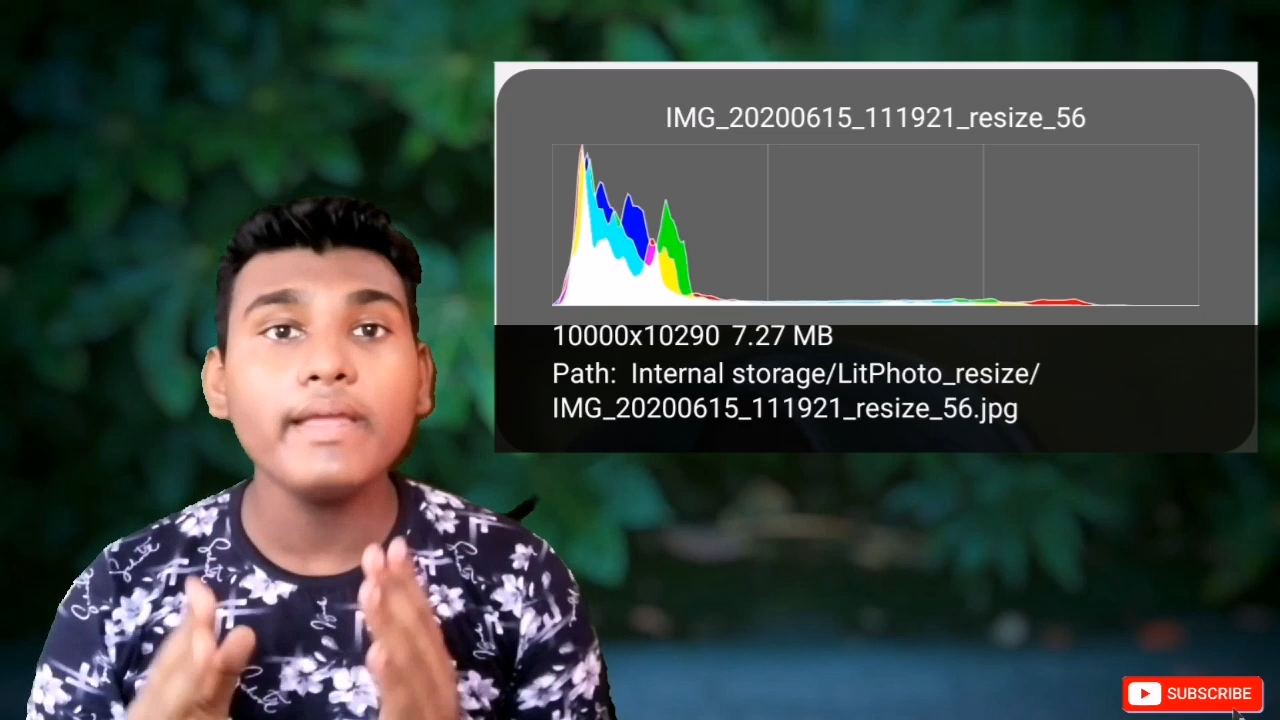 IMG_20200615_111921_resize_56
10000x10290 7.27 MB
Path: Internal storage/LitPhoto_resize/
IMG_20200615_111921_resize_56.jpg
SUBSCRIBE